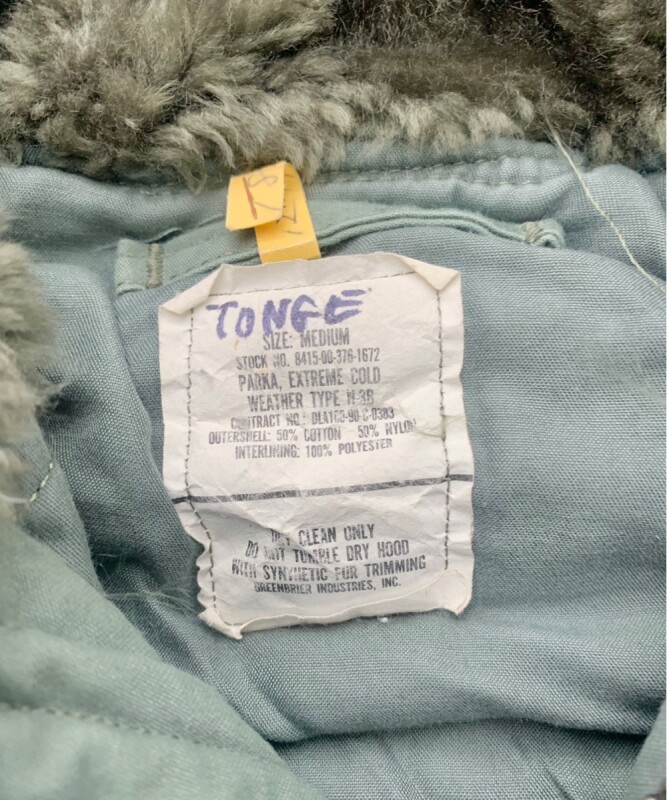 TONGE
SIZE: MEDIUM
STOCK NO. 8415-00-376-1672
PARKA, EXTREME COLD
WEATHER TYPE N-3B
CONTRACT NO.: DLA100-90-C-0383
OUTERSHELL: 50% COTTON 50% NYLON
INTERLINING: 100% POLYESTER
DRY CLEAN ONLY
DO NOT TUMBLE DRY HOOD
WITH SYNTHETIC FUR TRIMMING
GREENBRIER INDUSTRIES, INC.